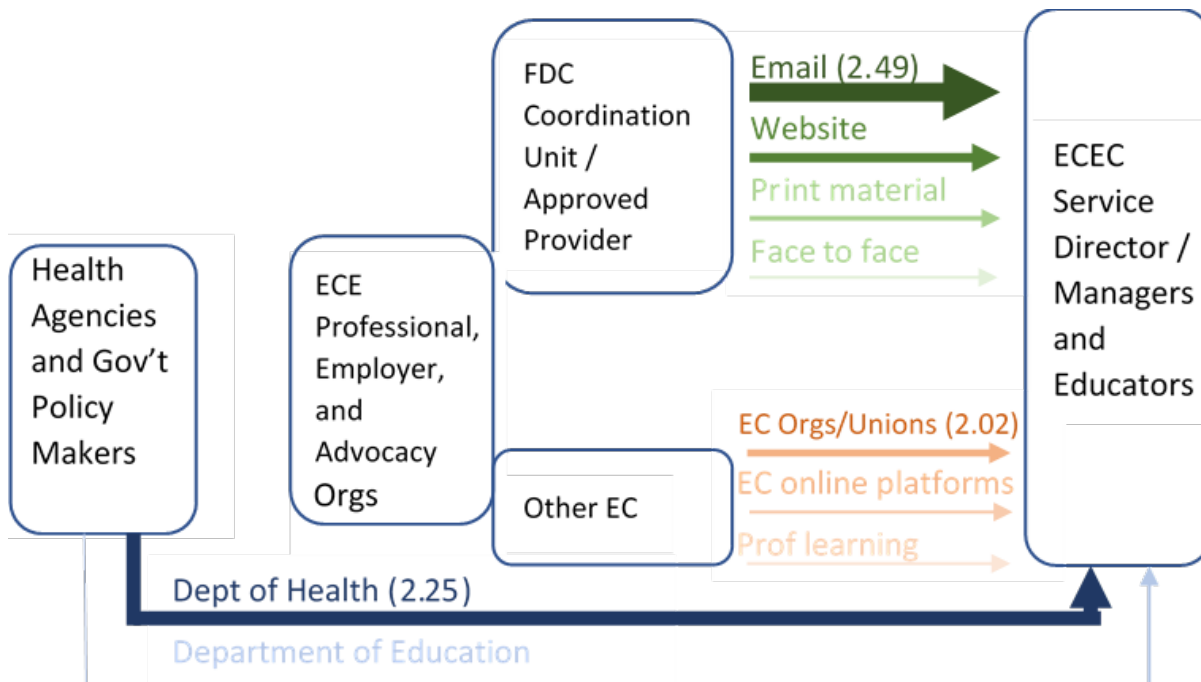 Health
Agencies
and Gov’t
Policy
Makers
ECE
Professional,
Employer,
and
Advocacy
Orgs
FDC
Coordination
Unit /
Approved
Provider
Other EC
Email (2.49)
Website
Print material
Face to face
EC Orgs/Unions (2.02)
EC online platforms
Prof learning
ECEC
Service
Director /
Managers
and
Educators
Dept of Health (2.25)
Department of Education